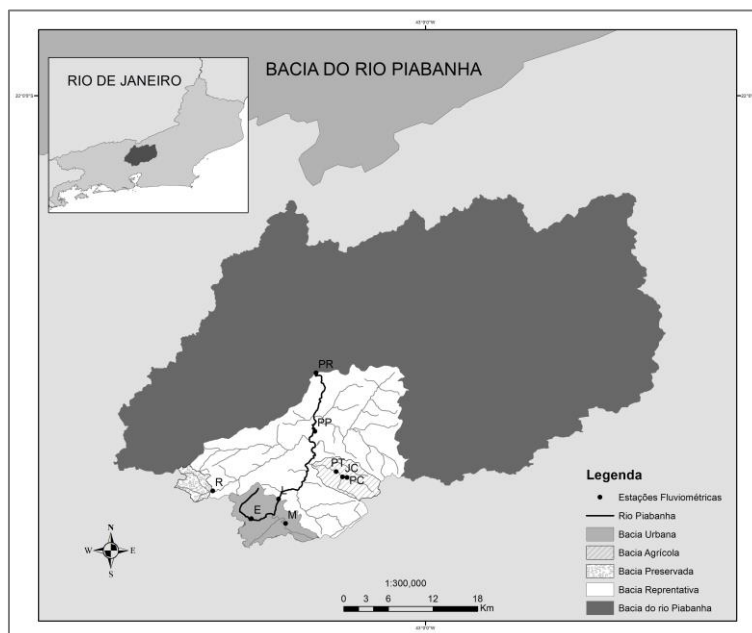 RIO DE JANEIRO
BACIA DO RIO PIABANHA
PR
PP
PT
JC
PC
R
L
E
M
Legenda
Estações Fluviométricas
Rio Piabanha
Bacia Urbana
Bacia Agrícola
Bacia Preservada
Bacia Reprentativa
Bacia do rio Piabanha
N
W
E
S
1:300,000
0 3 6 12 18
Km